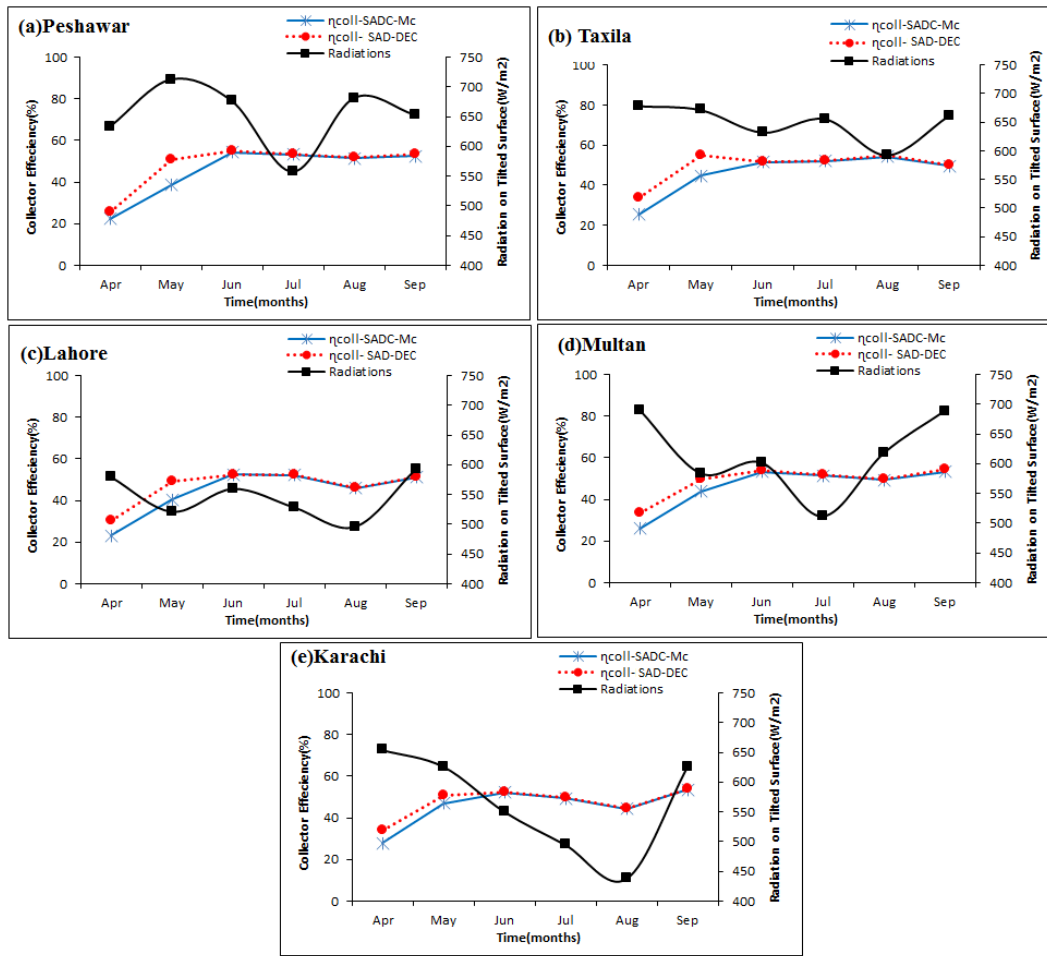 (a)Peshawar
ηcoll-SADC-Mc
ηcoll- SAD-DEC
Radiations
Collector Effeciency(%)
100
80
60
40
20
0
750
700
650
600
550
500
450
400
Radiation on Tilted Surface(W/m2)
Apr May Jun Jul Aug Sep
Time(months)
(b) Taxila
ηcoll-SADC-Mc
ηcoll- SAD-DEC
Radiations
Collector Effeciency(%)
100
80
60
40
20
0
750
700
650
600
550
500
450
400
Radiation on Tilted Surface(W/m2)
Apr May Jun Jul Aug Sep
Time(months)
(c)Lahore
ηcoll-SADC-Mc
ηcoll- SAD-DEC
Radiations
Collector Effeciency(%)
100
80
60
40
20
0
750
700
650
600
550
500
450
400
Radiation on Tilted Surface(W/m2)
Apr May Jun Jul Aug Sep
Time(months)
(d)Multan
ηcoll-SADC-Mc
ηcoll- SAD-DEC
Radiations
Collector Effeciency(%)
100
80
60
40
20
0
750
700
650
600
550
500
450
400
Radiation on Tilted Surface(W/m2)
Apr May Jun Jul Aug Sep
Time(months)
(e)Karachi
ηcoll-SADC-Mc
ηcoll- SAD-DEC
Radiations
Collector Effeciency(%)
100
80
60
40
20
0
750
700
650
600
550
500
450
400
Radiation on Tilted Surface(W/m2)
Apr May Jun Jul Aug Sep
Time(months)